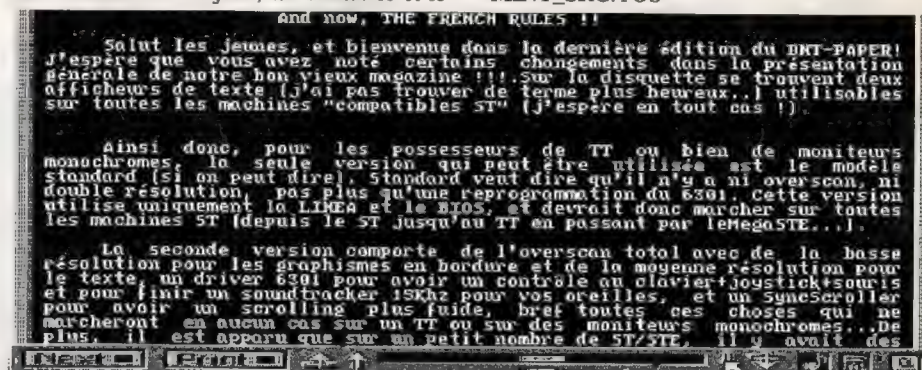 And now, THE FRENCH RULES !!
Salut les jeunes, et bienvenue dans la dernière édition du DNT-PAPER!
J'espère que vous avez noté certains changements dans la présentation
générale de notre bon vieux magazine !!!.Sur la disquette se trouvent deux
afficheurs de texte (j'ai pas trouver de terme plus heureux..) utilisables
sur toutes les machines "compatibles ST" (j'espère en tout cas !).
Ainsi donc, pour les possesseurs de TT ou bien de moniteurs
monochromes, la seule version qui peut être utilisée est le modèle
standard (si on peut dire). Standard veut dire qu'il n'y a ni overscan, ni
double résolution, pas plus qu'une reprogrammation du 6301. Cette version
utilise uniquement la LINEA et le BIOS, et devrait donc marcher sur toutes
les machines ST (depuis le ST jusqu'au TT en passant par leMegaSTE...).
La seconde version comporte de l'overscan total avec de la basse
résolution pour les graphismes en bordure et de la moyenne résolution pour
le texte, un driver 6301 pour avoir un contrôle au clavier+joystick+souris
et pour finir un soundtracker 15Khz pour vos oreilles, et un SyncScroller
pour avoir un scrolling plus fuide, bref toutes ces choses qui ne
marcheront en aucun cas sur un TT ou sur des moniteurs monochromes...De
plus, il est apparu que sur un petit nombre de ST/STE, il y avait des